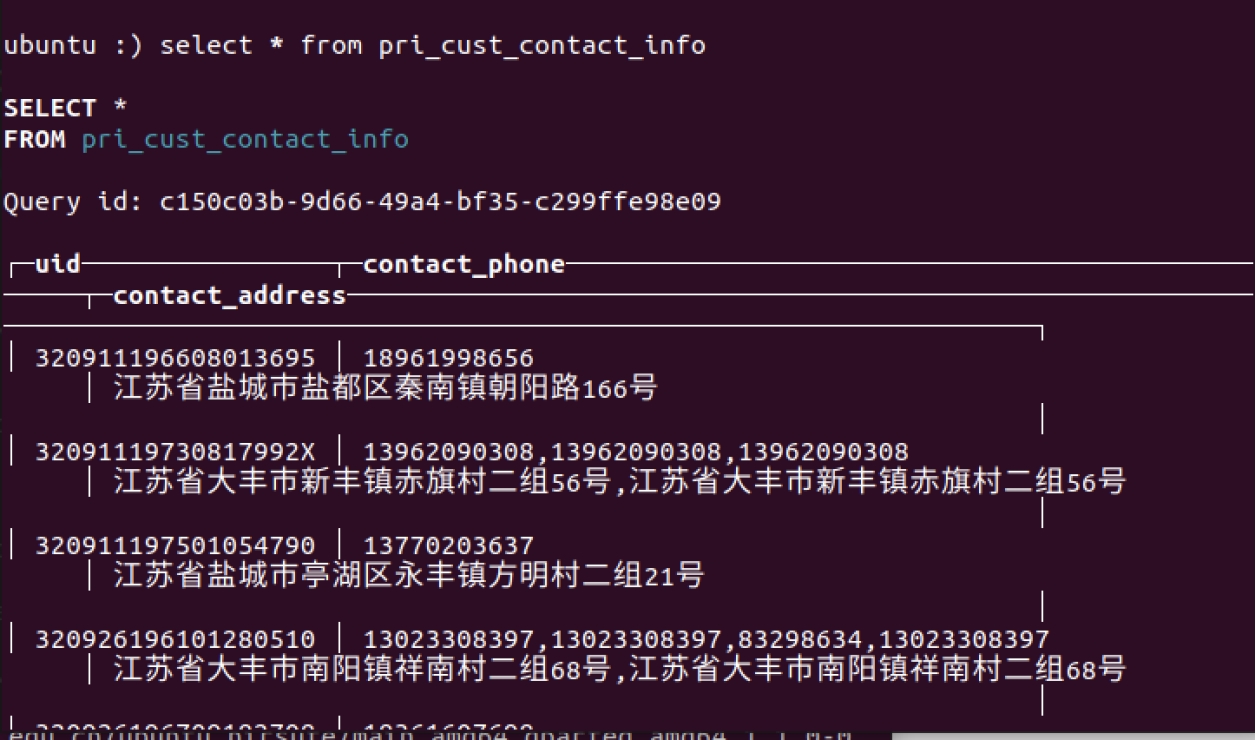 ubuntu :) select * from pri_cust_contact_info
SELECT *
FROM pri_cust_contact_info
Query id: c150c03b-9d66-49a4-bf35-c299ffe98e09
uid contact_phone
contact_address
320911196608013695 18961998656
江苏省盐城市盐都区秦南镇朝阳路166号
32091119730817992X 13962090308,13962090308,13962090308
江苏省大丰市新丰镇赤旗村二组56号,江苏省大丰市新丰镇赤旗村二组56号
320911197501054790 13770203637
江苏省盐城市亭湖区永丰镇方明村二组21号
320926196101280510 13023308397,13023308397,83298634,13023308397
江苏省大丰市南阳镇祥南村二组68号,江苏省大丰市南阳镇祥南村二组68号